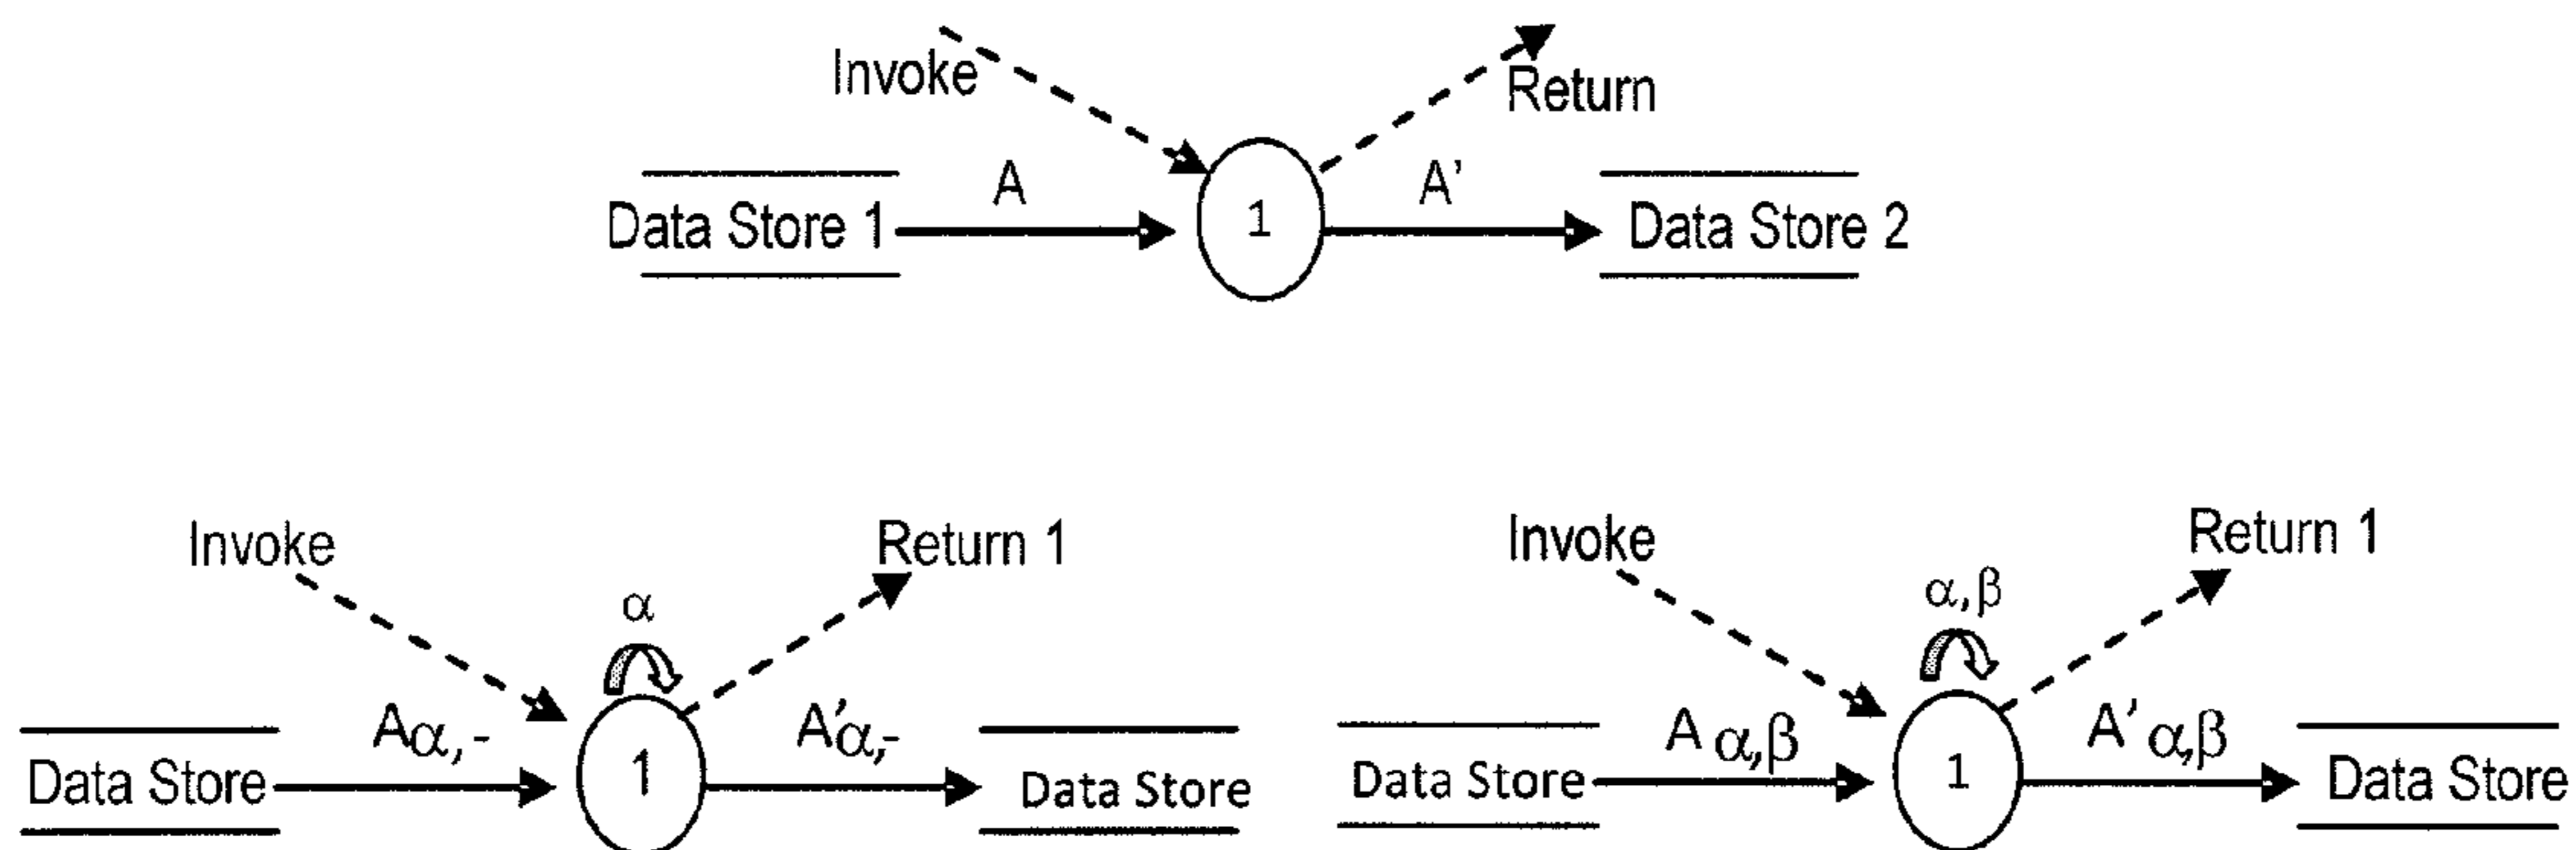 Invoke
Return
A
A'
Data Store 1
1
Data Store 2
Invoke
Return 1
α
Aα,-
A'α,-
Data Store
1
Data Store
Invoke
Return 1
α,β
A α,β
A' α,β
Data Store
1
Data Store